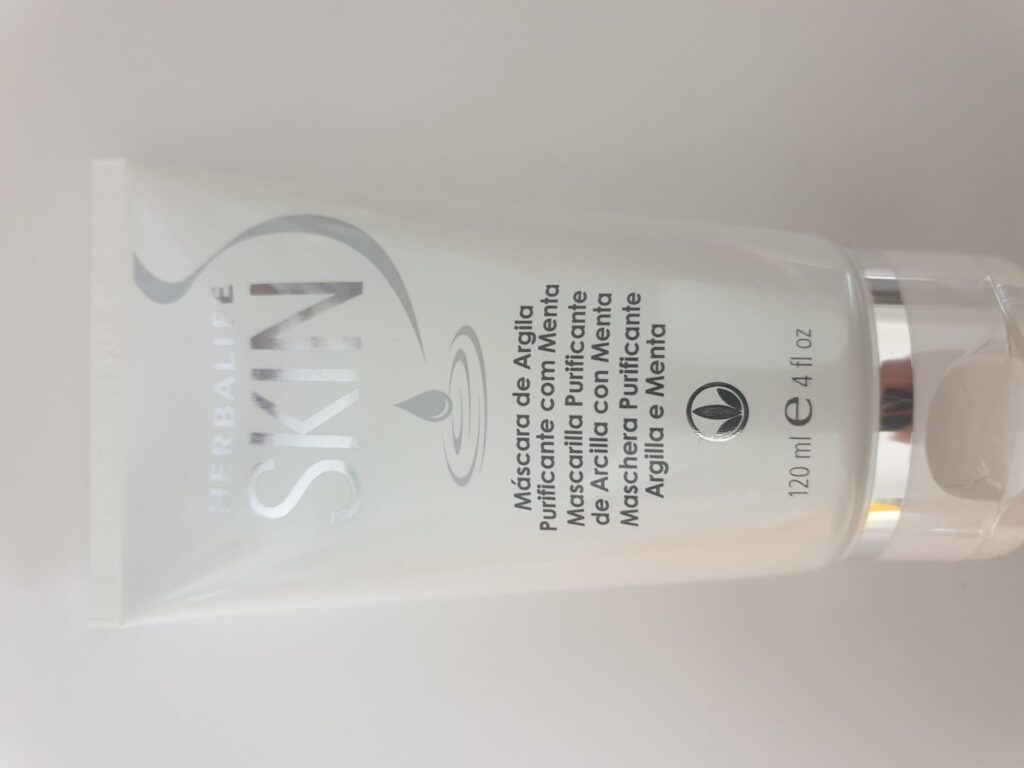 HERBALIFE
SKIN
Máscara de Argila
Purificante com Menta
Mascarilla Purificante
de Arcilla con Menta
Maschera Purificante
Argilla e Menta
120 ml ℮ 4 fl oz